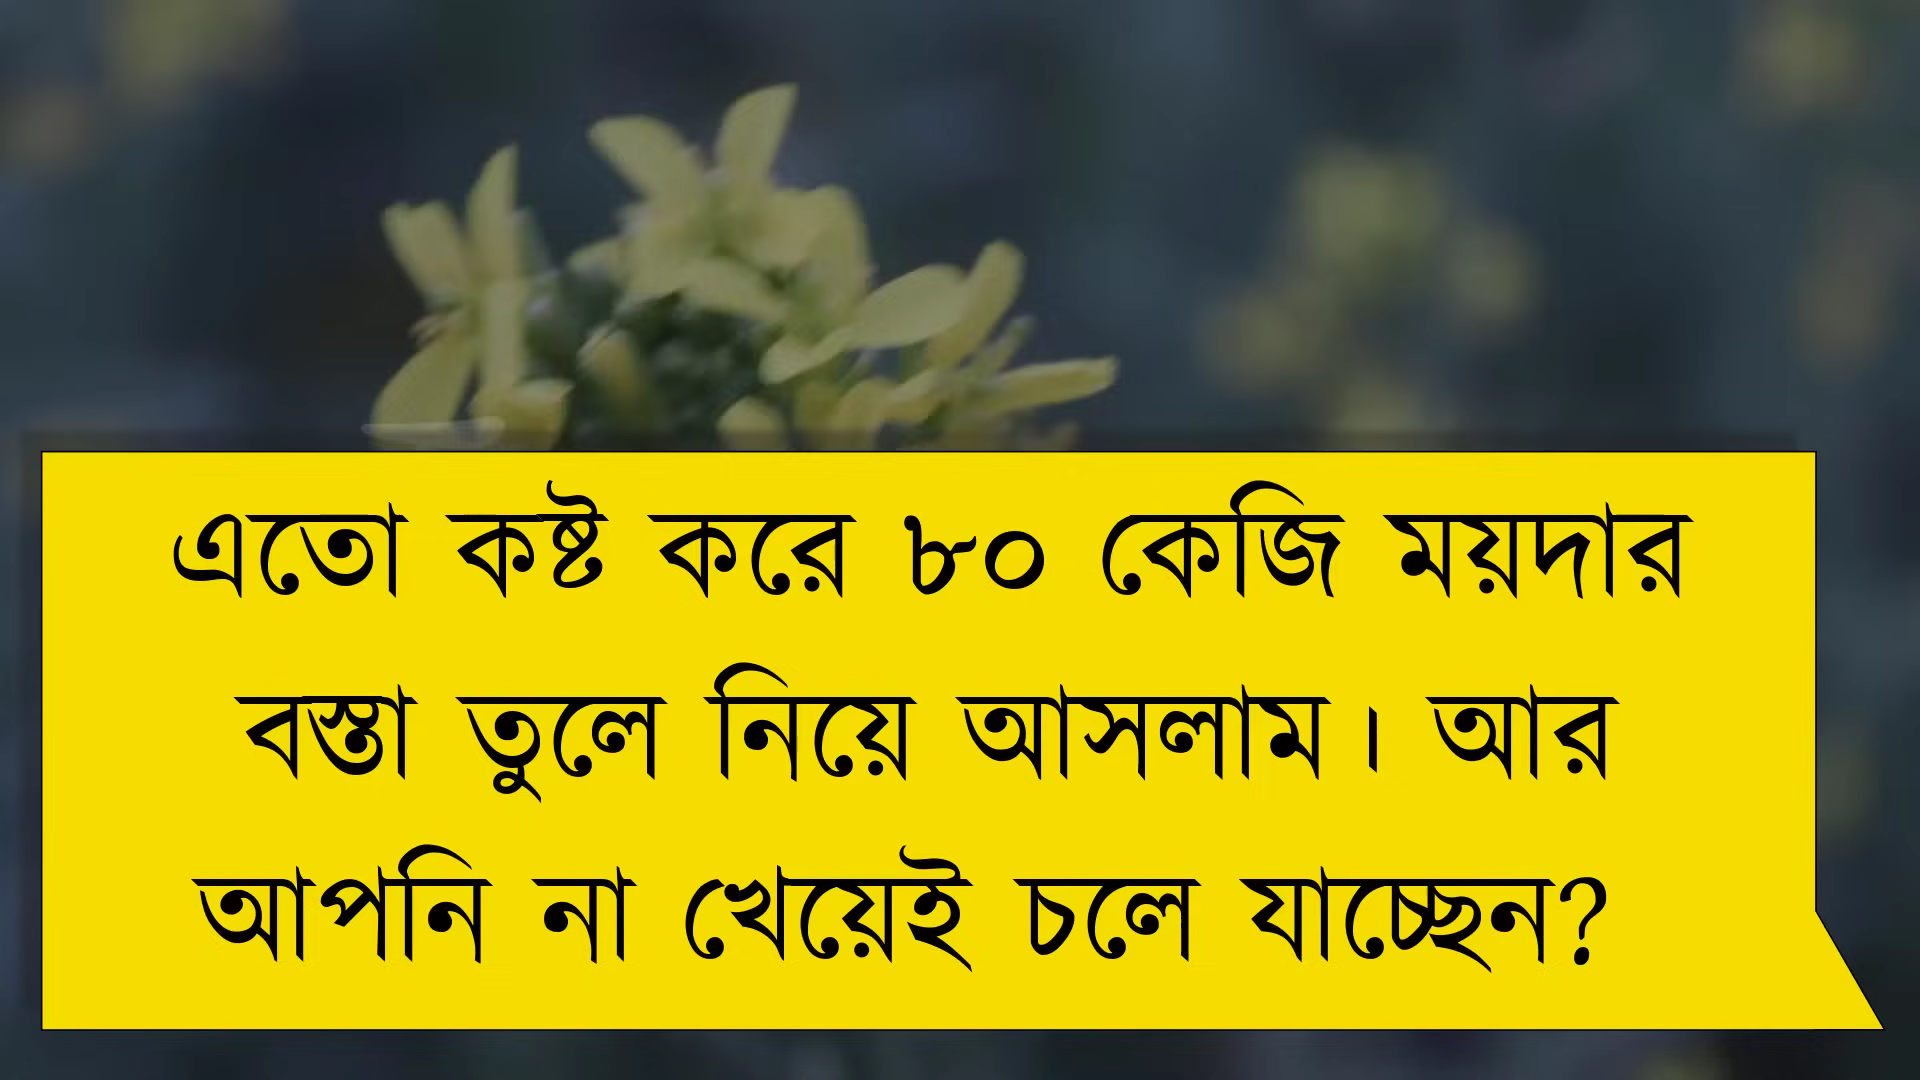 এতো কষ্ট করে ৮০ কেজি ময়দার
বস্তা তুলে নিয়ে আসলাম। আর
আপনি না খেয়েই চলে যাচ্ছেন?